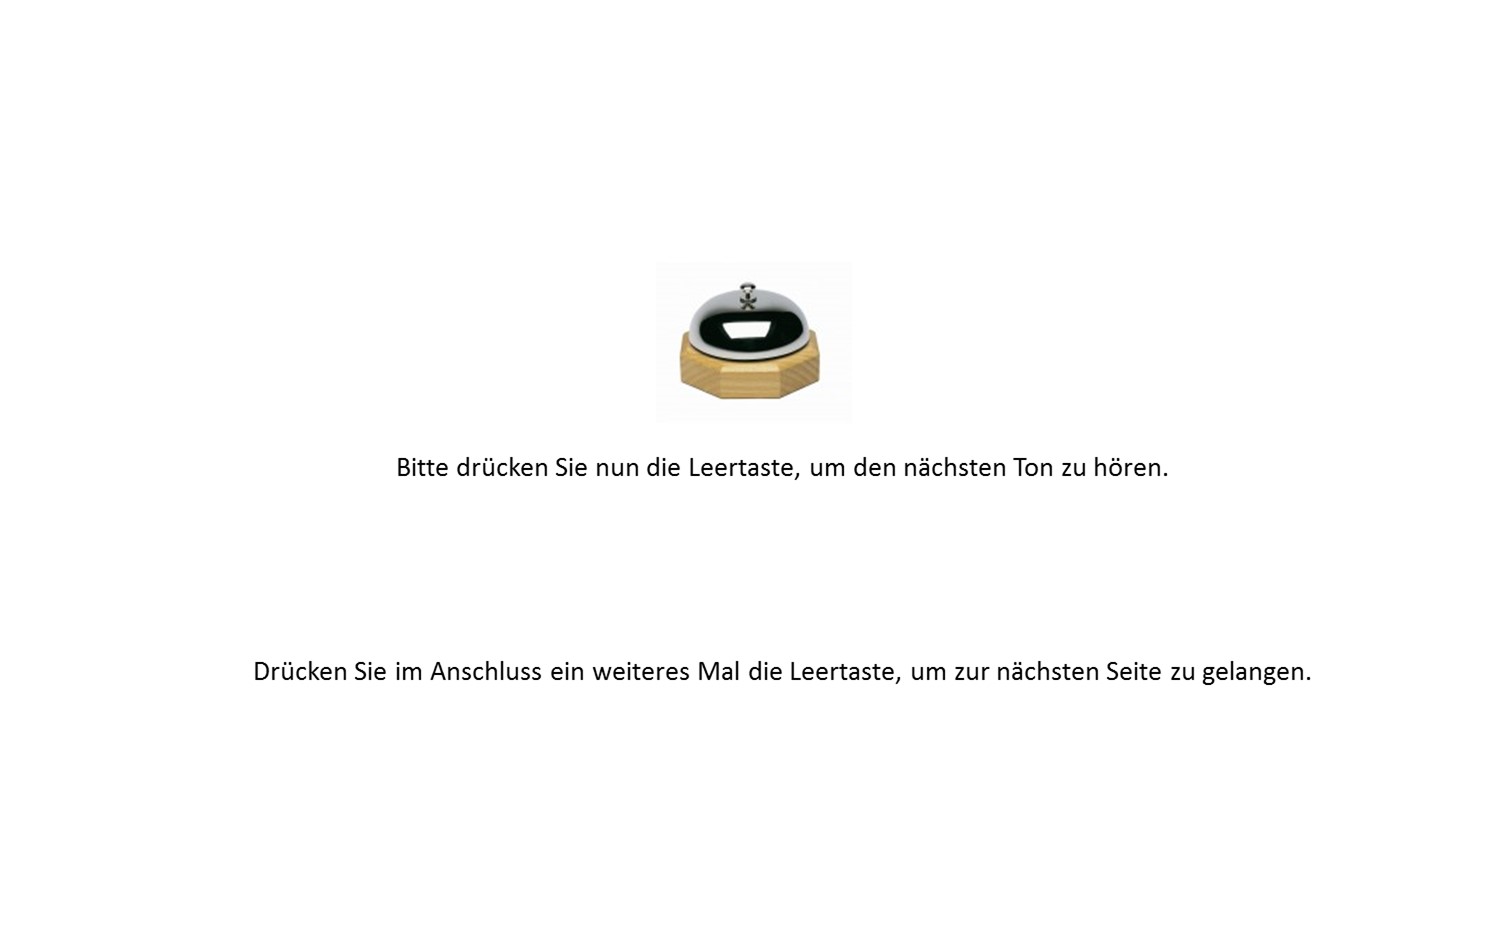 Bitte drücken Sie nun die Leertaste, um den nächsten Ton zu hören.
Drücken Sie im Anschluss ein weiteres Mal die Leertaste, um zur nächsten Seite zu gelangen.